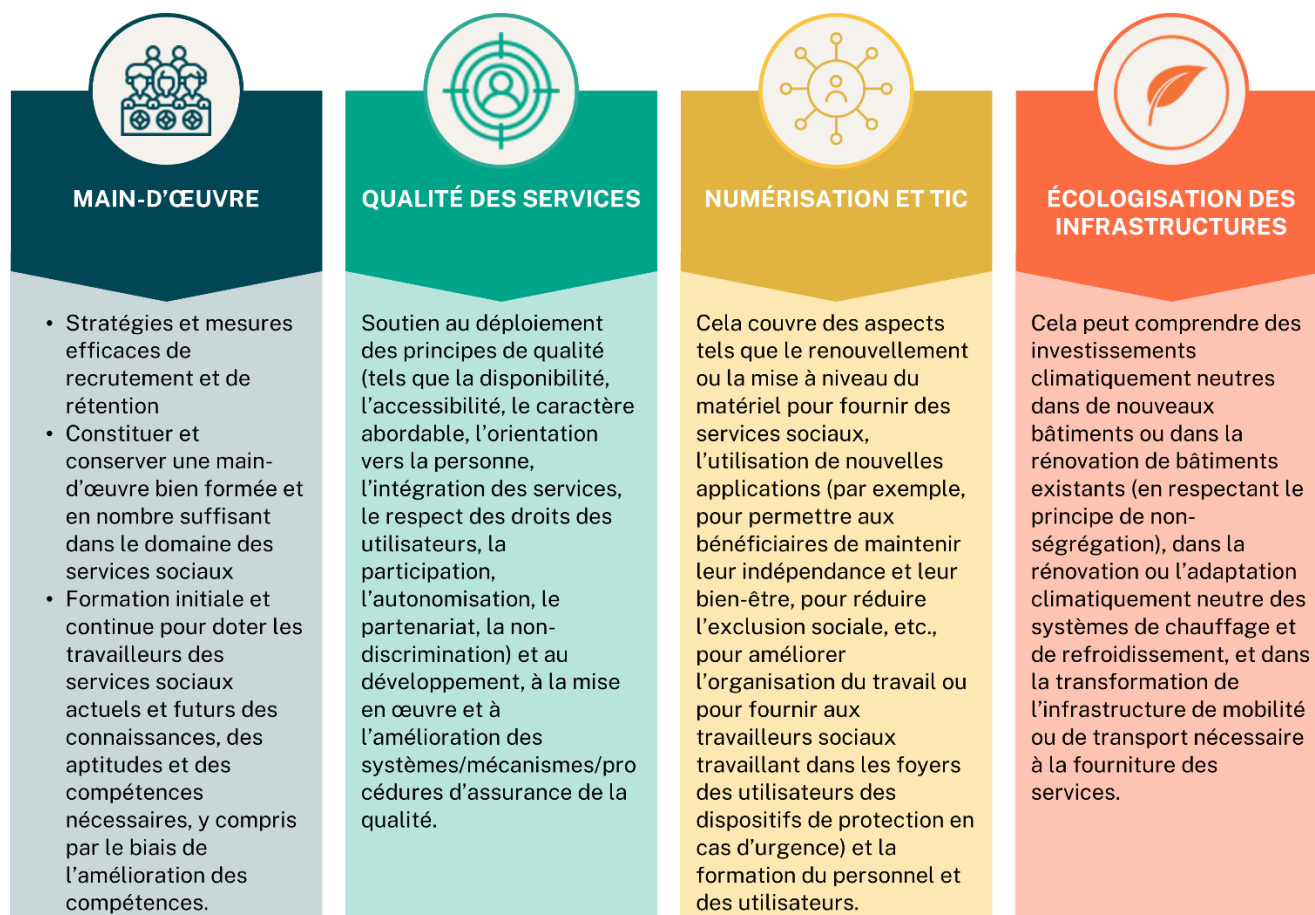 MAIN-D’ŒUVRE
• Stratégies et mesures
efficaces de
recrutement et de
rétention
• Constituer et
conserver une main-
d’œuvre bien formée et
en nombre suffisant
dans le domaine des
services sociaux
• Formation initiale et
continue pour doter les
travailleurs des
services sociaux
actuels et futurs des
connaissances, des
aptitudes et des
compétences
nécessaires, y compris
par le biais de
l’amélioration des
compétences.
QUALITÉ DES SERVICES
Soutien au déploiement
des principes de qualité
(tels que la disponibilité,
l’accessibilité, le caractère
abordable, l’orientation
vers la personne,
l’intégration des services,
le respect des droits des
utilisateurs, la
participation,
l’autonomisation, le
partenariat, la non-
discrimination) et au
développement, à la mise
en œuvre et à
l’amélioration des
systèmes/mécanismes/pro
cédures d’assurance de la
qualité.
NUMÉRISATION ET TIC
Cela couvre des aspects
tels que le renouvellement
ou la mise à niveau du
matériel pour fournir des
services sociaux,
l’utilisation de nouvelles
applications (par exemple,
pour permettre aux
bénéficiaires de maintenir
leur indépendance et leur
bien-être, pour réduire
l’exclusion sociale, etc.,
pour améliorer
l’organisation du travail ou
pour fournir aux
travailleurs sociaux
travaillant dans les foyers
des utilisateurs des
dispositifs de protection en
cas d’urgence) et la
formation du personnel et
des utilisateurs.
ÉCOLOGISATION DES
INFRASTRUCTURES
Cela peut comprendre des
investissements
climatiquement neutres
dans de nouveaux
bâtiments ou dans la
rénovation de bâtiments
existants (en respectant le
principe de non-
ségrégation), dans la
rénovation ou l’adaptation
climatiquement neutre des
systèmes de chauffage et
de refroidissement, et dans
la transformation de
l’infrastructure de mobilité
ou de transport nécessaire
à la fourniture des
services.